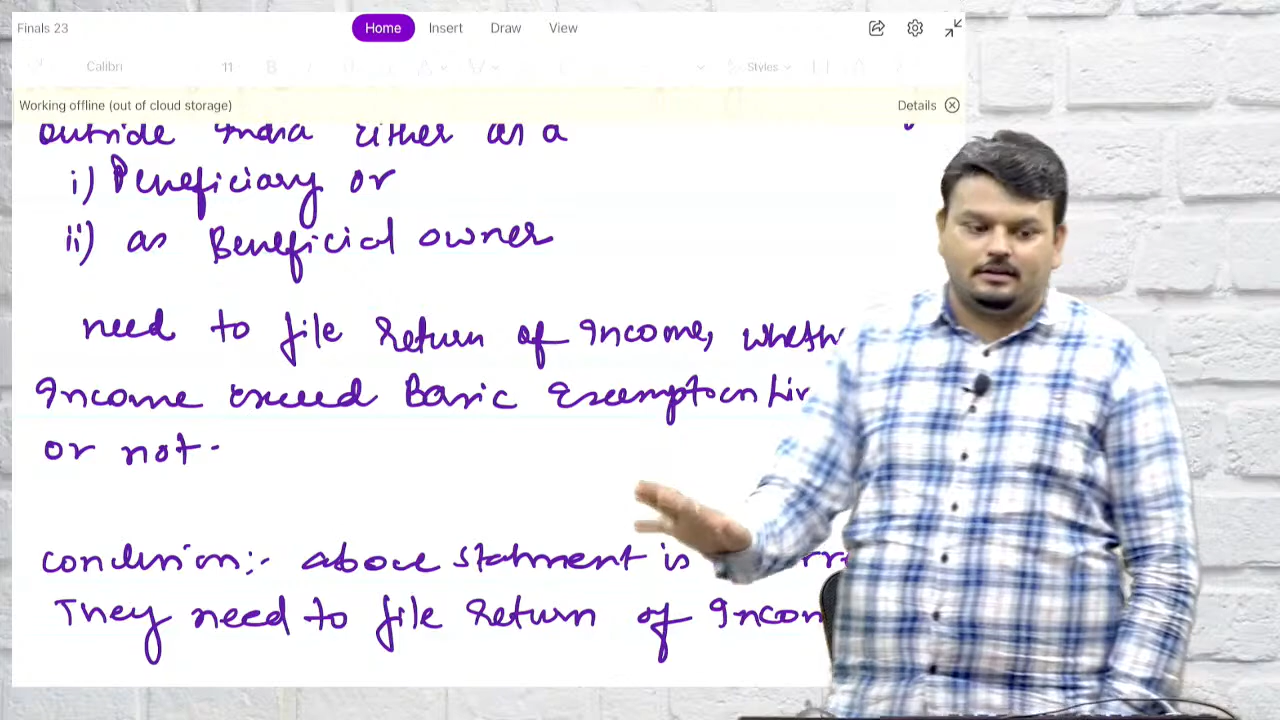 Finals 23
Home Insert Draw View
Calibri 11 B Styles
Working offline (out of cloud storage) Details
outside India Either as a
i) Beneficiary or
ii) as Beneficial owner
need to file Return of Income, wheth
Income exceed Basic Exemption Lim
or not.
conclusion:- above statment is
They need to file Return of Incom